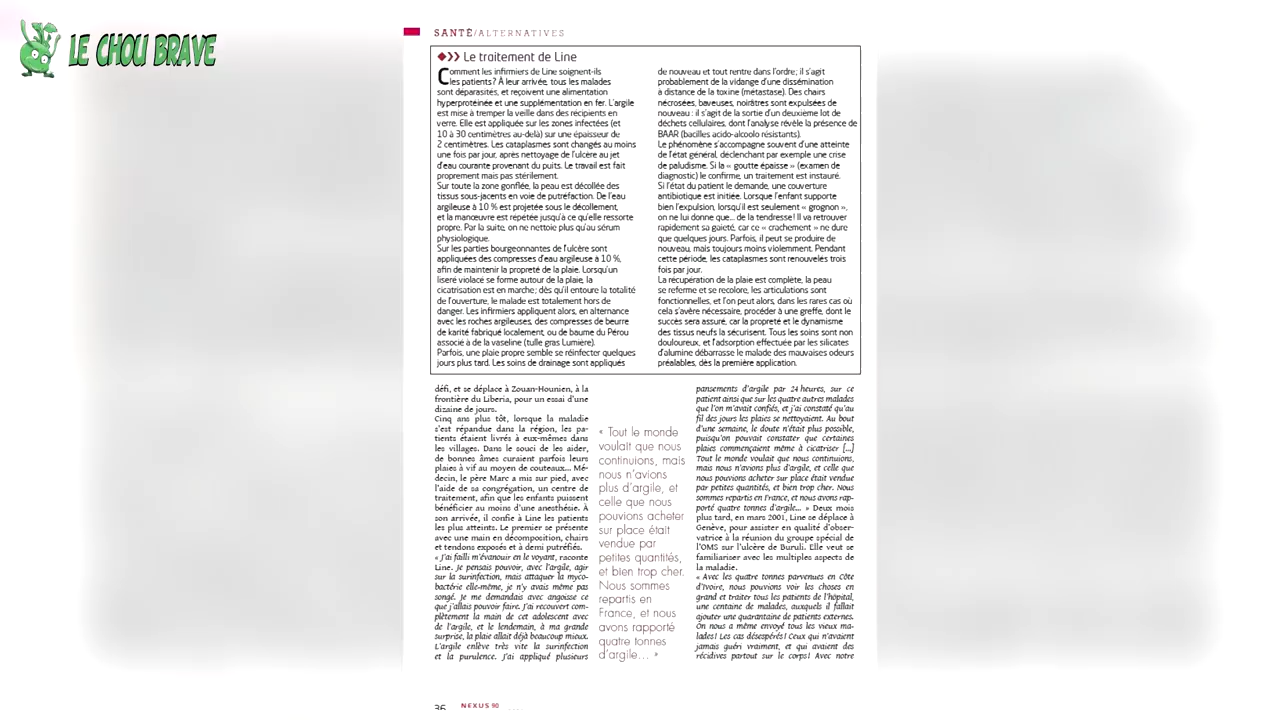 LE CHOU BRAVE
SANTÉ/ALTERNATIVES
Le traitement de Line
Comment les infirmiers de Line soignent-ils
les patients? À leur arrivée, tous les malades
sont déparasités, et reçoivent une alimentation
hyperprotéinée et une supplémentation en fer. L'argile
est mise à tremper la veille dans des récipients en
verre. Elle est appliquée sur les zones infectées (et
10 à 30 centimètres au-delà) sur une épaisseur de
2 centimètres. Les cataplasmes sont changés au moins
une fois par jour, après nettoyage de l'ulcère au jet
d'eau courante provenant du puits. Le travail est fait
proprement mais pas stérilement.
Sur toute la zone gonflée, la peau est décollée des
tissus sous-jacents en voie de putréfaction. De l'eau
argileuse à 10 % est projetée sous le décollement,
et la manœuvre est répétée jusqu'à ce qu'elle ressorte
propre. Par la suite, on ne nettoie plus qu'au sérum
physiologique.
Sur les parties bourgeonnantes de l'ulcère sont
appliquées des compresses d'eau argileuse à 10 %,
afin de maintenir la propreté de la plaie. Lorsqu'un
liseré violacé se forme autour de la plaie, la
cicatrisation est en marche; dès qu'il entoure la totalité
de l'ouverture, le malade est totalement hors de
danger. Les infirmiers appliquent alors, en alternance
avec les roches argileuses, des compresses de beurre
de karité fabriqué localement, ou de baume du Pérou
associé à de la vaseline (tulle gras Lumière).
Parfois, une plaie propre semble se réinfecter quelques
jours plus tard. Les soins de drainage sont appliqués
de nouveau et tout rentre dans l'ordre; il s'agit
probablement de la vidange d'une dissémination
à distance de la toxine (métastase). Des chairs
nécrosées, baveuses, noirâtres sont expulsées de
nouveau : il s'agit de la sortie d'un deuxième lot de
déchets cellulaires, dont l'analyse révèle la présence de
BAAR (bacilles acido-alcoolo résistants).
Le phénomène s'accompagne souvent d'une atteinte
de l'état général, déclenchant par exemple une crise
de paludisme. Si la « goutte épaisse » (examen de
diagnostic) le confirme, un traitement est instauré.
Si l'état du patient le demande, une couverture
antibiotique est initiée. Lorsque l'enfant supporte
bien l'expulsion, lorsqu'il est seulement « grognon »,
on ne lui donne que... de la tendresse! Il va retrouver
rapidement sa gaieté, car ce « crachement » ne dure
que quelques jours. Parfois, il peut se produire de
nouveau, mais toujours moins violemment. Pendant
cette période, les cataplasmes sont renouvelés trois
fois par jour.
La récupération de la plaie est complète, la peau
se referme et se recolore, les articulations sont
fonctionnelles, et l'on peut alors, dans les rares cas où
cela s'avère nécessaire, procéder à une greffe, dont le
succès sera assuré, car la propreté et le dynamisme
des tissus neufs la sécurisent. Tous les soins sont non
douloureux, et l'adsorption effectuée par les silicates
d'alumine débarrasse le malade des mauvaises odeurs
préalables, dès la première application.
défi, et se déplace à Zouan-Hounien, à la
frontière du Liberia, pour un essai d'une
dizaine de jours.
Cinq ans plus tôt, lorsque la maladie
s'est répandue dans la région, les pa-
tients étaient livrés à eux-mêmes dans
les villages. Dans le souci de les aider,
de bonnes âmes curaient parfois leurs
plaies à vif au moyen de couteaux... Mé-
decin, le père Marc a mis sur pied, avec
l'aide de sa congrégation, un centre de
traitement, afin que les enfants puissent
bénéficier au moins d'une anesthésie. À
son arrivée, il confie à Line les patients
les plus atteints. Le premier se présente
avec une main en décomposition, chairs
et tendons exposés et à demi putréfiés.
« J'ai failli m'évanouir en le voyant, raconte
Line. Je pensais pouvoir, avec l'argile, agir
sur la surinfection, mais attaquer la myco-
bactérie elle-même, je n'y avais même pas
songé. Je me demandais avec angoisse ce
que j'allais pouvoir faire. J'ai recouvert com-
plètement la main de cet adolescent avec
de l'argile, et le lendemain, à ma grande
surprise, la plaie allait déjà beaucoup mieux.
L'argile enlève très vite la surinfection
et la purulence. J'ai appliqué plusieurs
« Tout le monde
voulait que nous
continuions, mais
nous n'avions
plus d'argile, et
celle que nous
pouvions acheter
sur place était
vendue par
petites quantités,
et bien trop cher.
Nous sommes
repartis en
France, et nous
avons rapporté
quatre tonnes
d'argile... »
pansements d'argile par 24 heures, sur ce
patient ainsi que sur les quatre autres malades
que l'on m'avait confiés, et j'ai constaté qu'au
fil des jours les plaies se nettoyaient. Au bout
d'une semaine, le doute n'était plus possible,
puisqu'on pouvait constater que certaines
plaies commençaient même à cicatriser [...]
Tout le monde voulait que nous continuions,
mais nous n'avions plus d'argile, et celle que
nous pouvions acheter sur place était vendue
par petites quantités, et bien trop cher. Nous
sommes repartis en France, et nous avons rap-
porté quatre tonnes d'argile... » Deux mois
plus tard, en mars 2001, Line se déplace à
Genève, pour assister en qualité d'obser-
vatrice à la réunion du groupe spécial de
l'OMS sur l'ulcère de Buruli. Elle veut se
familiariser avec les multiples aspects de
la maladie.
« Avec les quatre tonnes parvenues en Côte
d'Ivoire, nous pouvions voir les choses en
grand et traiter tous les patients de l'hôpital,
une centaine de malades, auxquels il fallait
ajouter une quarantaine de patients externes.
On nous a même envoyé tous les vieux ma-
lades! Les cas désespérés! Ceux qui n'avaient
jamais guéri vraiment, et qui avaient des
récidives partout sur le corps! Avec notre
36 NEXUS 90